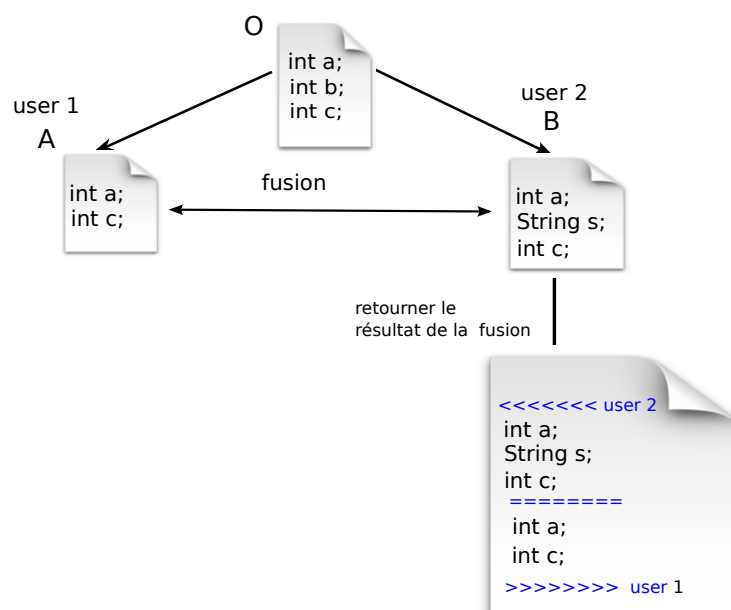 O
int a;
int b;
int c;
user 1
A
int a;
int c;
fusion
user 2
B
int a;
String s;
int c;
retourner le
résultat de la fusion
<<<<<<< user 2
int a;
String s;
int c;
========
int a;
int c;
>>>>>>>> user 1